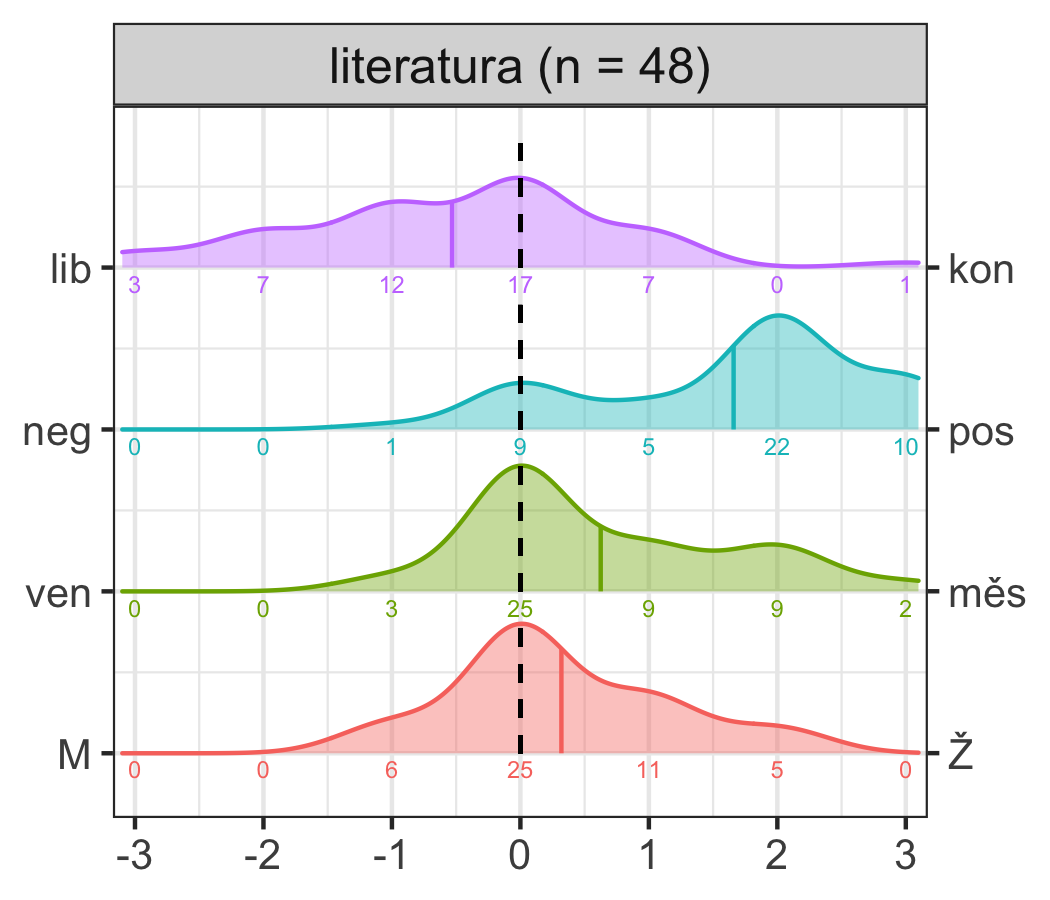 literatura (n = 48)
lib kon
3 7 12 17 7 0 1
neg pos
0 0 1 9 5 22 10
ven měs
0 0 3 25 9 9 2
M Ž
0 0 6 25 11 5 0
-3 -2 -1 0 1 2 3